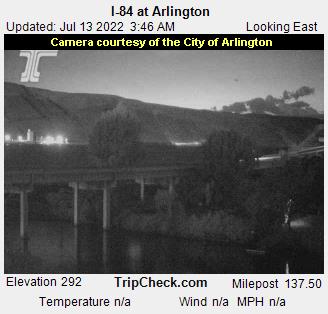 I-84 at Arlington
Updated: Jul 13 2022 3:46 AM Looking East
Camera courtesy of the City of Arlington
Elevation 292 TripCheck.com Milepost 137.50
Temperature n/a Wind n/a MPH n/a